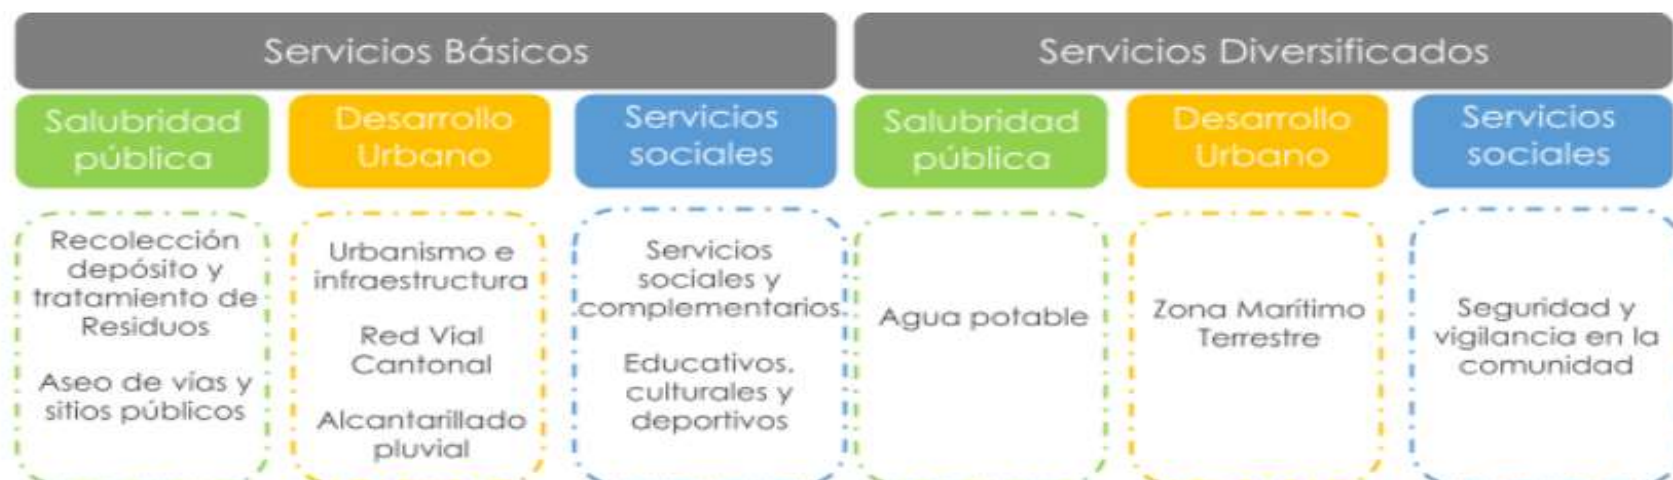 Servicios Básicos
Servicios Diversificados
Salubridad
pública
Desarrollo
Urbano
Servicios
sociales
Salubridad
pública
Desarrollo
Urbano
Servicios
sociales
Recolección
depósito y
tratamiento de
Residuos
Aseo de vías y
sitios públicos
Urbanismo e
infraestructura
Red Vial
Cantonal
Alcantarillado
pluvial
Servicios
sociales y
complementarios
Educativos.
culturales y
deportivos
Agua potable
Zona Marítimo
Terrestre
Seguridad y
vigilancia en la
comunidad